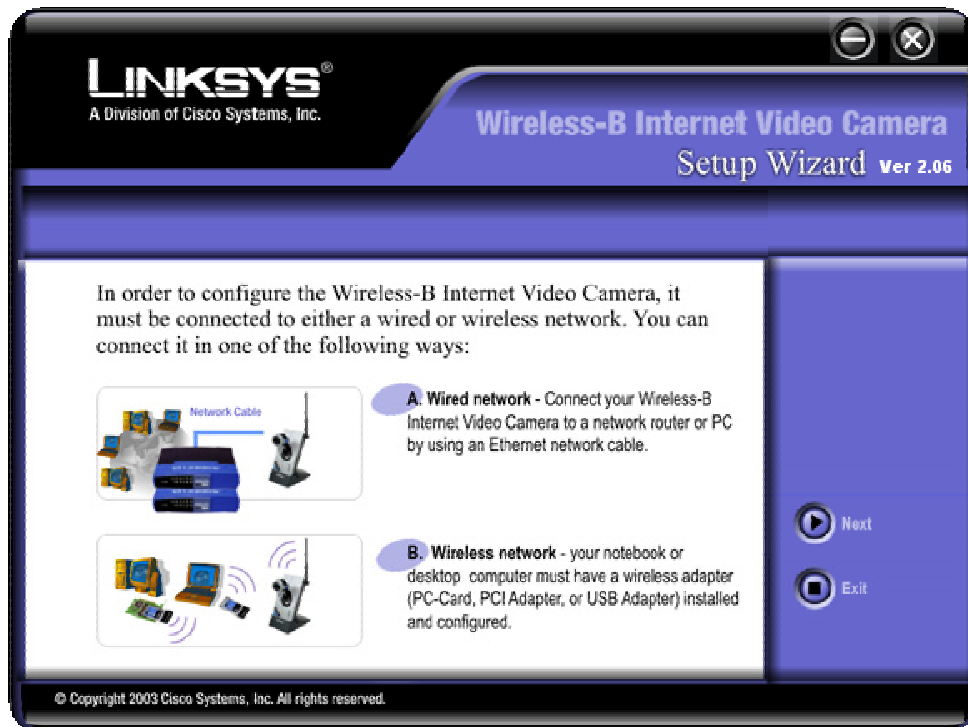 LINKSYS®
A Division of Cisco Systems, Inc.
Wireless-B Internet Video Camera
Setup Wizard Ver 2.06
In order to configure the Wireless-B Internet Video Camera, it
must be connected to either a wired or wireless network. You can
connect it in one of the following ways:
Network Cable
A. Wired network - Connect your Wireless-B
Internet Video Camera to a network router or PC
by using an Ethernet network cable.
B. Wireless network - your notebook or
desktop computer must have a wireless adapter
(PC-Card, PCI Adapter, or USB Adapter) installed
and configured.
Next
Exit
© Copyright 2003 Cisco Systems, Inc. All rights reserved.